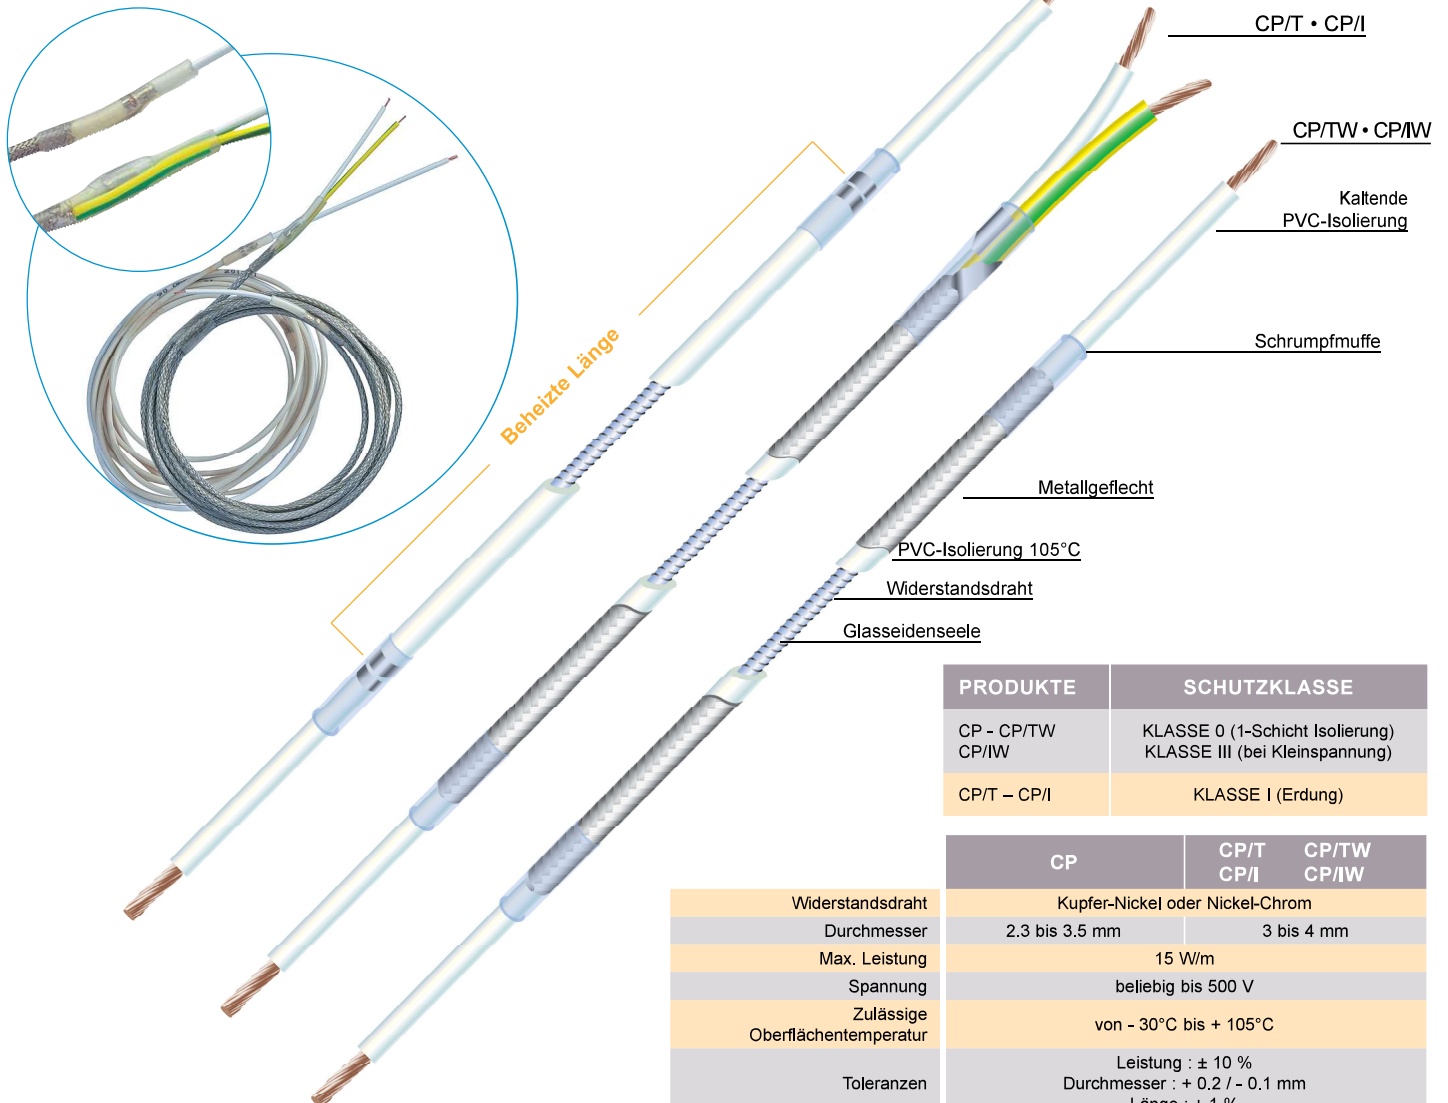 CP/T • CP/I
CP/TW • CP/IW
Kaltende
PVC-Isolierung
Schrumpfmuffe
Beheizte Länge
Metallgeflecht
PVC-Isolierung 105°C
Widerstandsdraht
Glasseidenseele
PRODUKTE SCHUTZKLASSE
CP - CP/TW KLASSE 0 (1-Schicht Isolierung)
CP/IW KLASSE III (bei Kleinspannung)
CP/T – CP/I KLASSE I (Erdung)
CP CP/T CP/TW
CP/I CP/IW
Widerstandsdraht Kupfer-Nickel oder Nickel-Chrom
Durchmesser 2.3 bis 3.5 mm 3 bis 4 mm
Max. Leistung 15 W/m
Spannung beliebig bis 500 V
Zulässige
Oberflächentemperatur von - 30°C bis + 105°C
Leistung : ± 10 %
Toleranzen Durchmesser : + 0.2 / - 0.1 mm